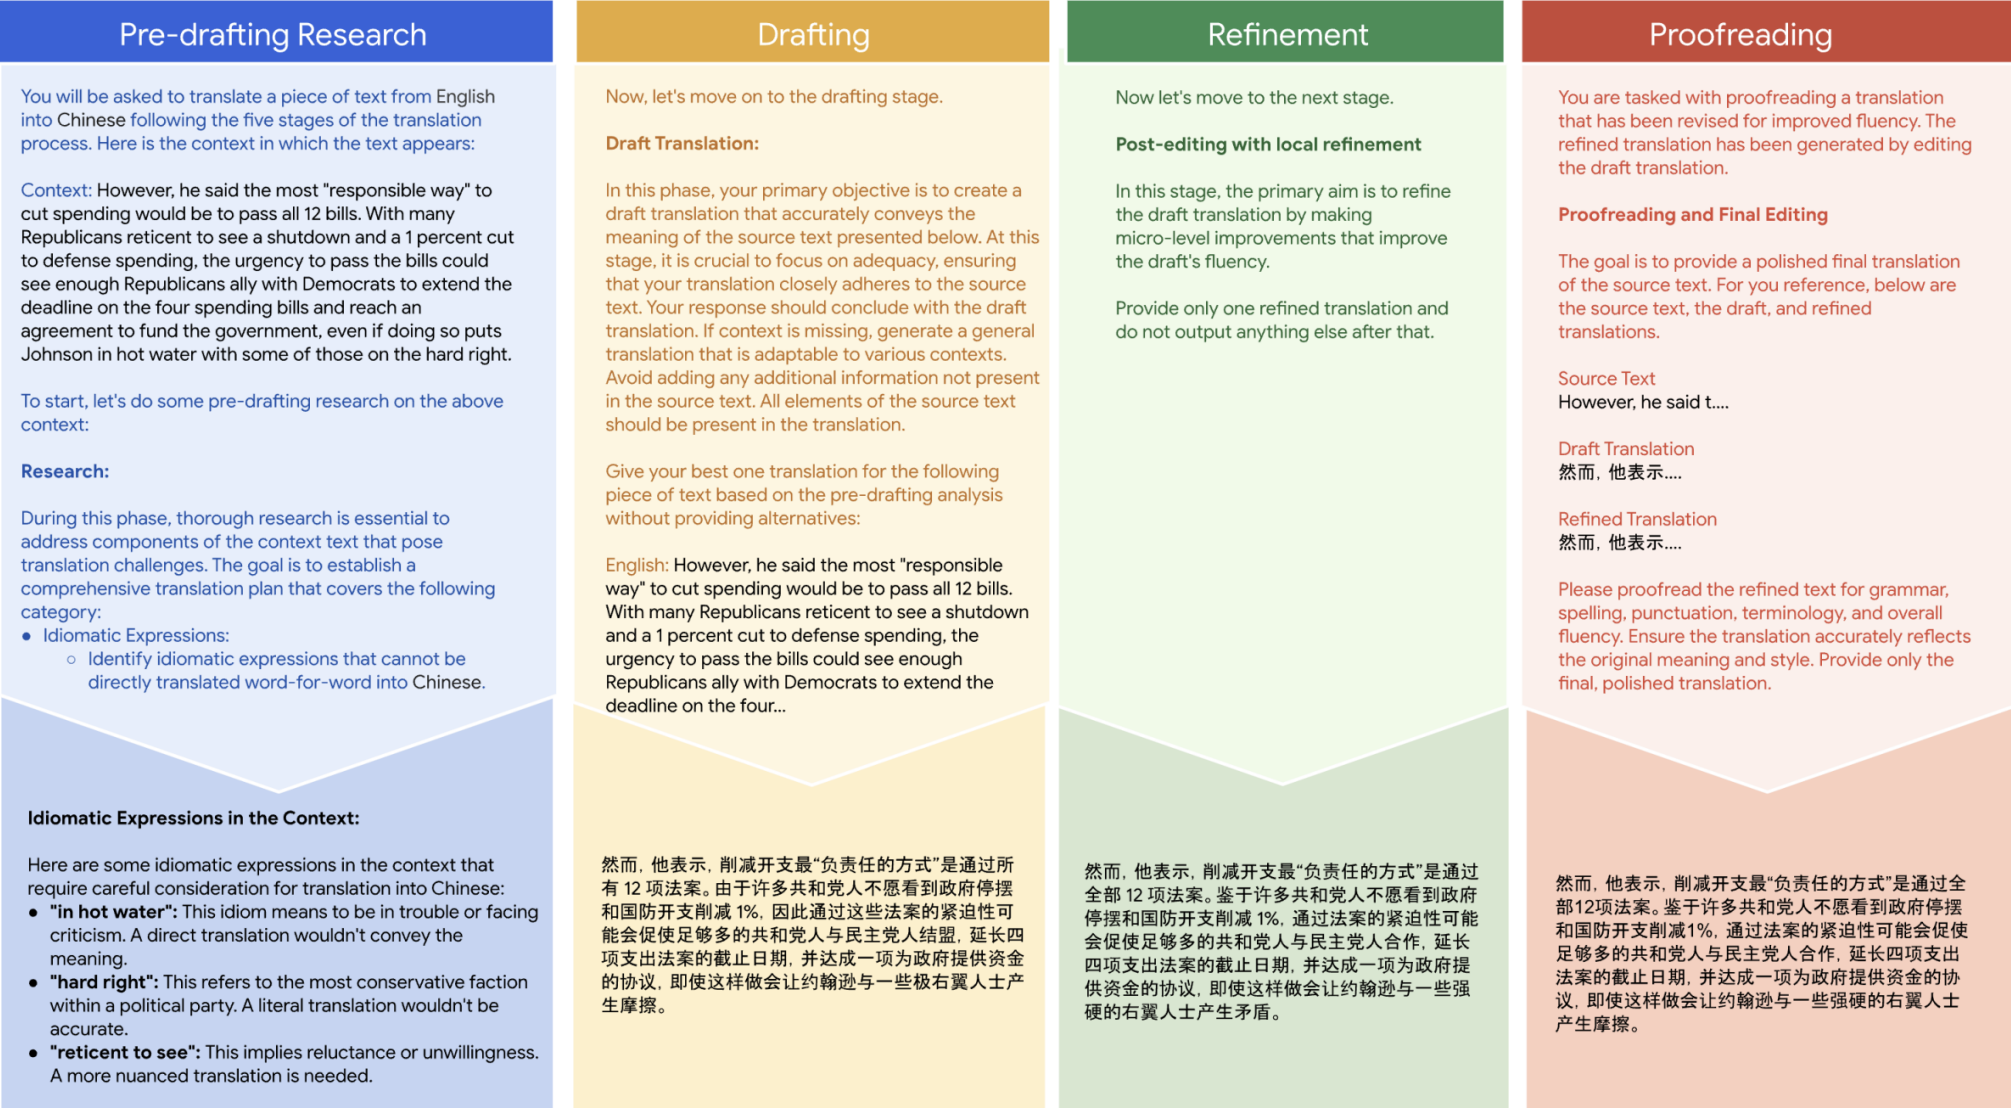 Pre-drafting Research
You will be asked to translate a piece of text from English
into Chinese following the five stages of the translation
process. Here is the context in which the text appears:
Context: However, he said the most "responsible way" to
cut spending would be to pass all 12 bills. With many
Republicans reticent to see a shutdown and a 1 percent cut
to defense spending, the urgency to pass the bills could
see enough Republicans ally with Democrats to extend the
deadline on the four spending bills and reach an
agreement to fund the government, even if doing so puts
Johnson in hot water with some of those on the hard right.
To start, let's do some pre-drafting research on the above
context:
Research:
During this phase, thorough research is essential to
address components of the context text that pose
translation challenges. The goal is to establish a
comprehensive translation plan that covers the following
category:
● Idiomatic Expressions:
○ Identify idiomatic expressions that cannot be
directly translated word-for-word into Chinese.
Idiomatic Expressions in the Context:
Here are some idiomatic expressions in the context that
require careful consideration for translation into Chinese:
● "in hot water": This idiom means to be in trouble or facing
criticism. A direct translation wouldn't convey the
meaning.
● "hard right": This refers to the most conservative faction
within a political party. A literal translation wouldn't be
accurate.
● "reticent to see": This implies reluctance or unwillingness.
A more nuanced translation is needed.
Drafting
Now, let's move on to the drafting stage.
Draft Translation:
In this phase, your primary objective is to create a
draft translation that accurately conveys the
meaning of the source text presented below. At this
stage, it is crucial to focus on adequacy, ensuring
that your translation closely adheres to the source
text. Your response should conclude with the draft
translation. If context is missing, generate a general
translation that is adaptable to various contexts.
Avoid adding any additional information not present
in the source text. All elements of the source text
should be present in the translation.
Give your best one translation for the following
piece of text based on the pre-drafting analysis
without providing alternatives:
English: However, he said the most "responsible
way" to cut spending would be to pass all 12 bills.
With many Republicans reticent to see a shutdown
and a 1 percent cut to defense spending, the
urgency to pass the bills could see enough
Republicans ally with Democrats to extend the
deadline on the four...
然而, 他表示, 削减开支最“负责任的方式”是通过所
有 12 项法案。由于许多共和党人不愿看到政府停摆
和国防开支削减 1%, 因此通过这些法案的紧迫性可
能会促使足够多的共和党人与民主党人结盟, 延长四
项支出法案的截止日期, 并达成一项为政府提供资金
的协议, 即使这样做会让约翰逊与一些极右翼人士产
生摩擦。
Refinement
Now let's move to the next stage.
Post-editing with local refinement
In this stage, the primary aim is to refine
the draft translation by making
micro-level improvements that improve
the draft's fluency.
Provide only one refined translation and
do not output anything else after that.
然而, 他表示, 削减开支最“负责任的方式”是通过
全部 12 项法案。鉴于许多共和党人不愿看到政府
停摆和国防开支削减 1%, 通过法案的紧迫性可能
会促使足够多的共和党人与民主党人合作, 延长
四项支出法案的截止日期, 并达成一项为政府提
供资金的协议, 即使这样做会让约翰逊与一些强
硬的右翼人士产生矛盾。
Proofreading
You are tasked with proofreading a translation
that has been revised for improved fluency. The
refined translation has been generated by editing
the draft translation.
Proofreading and Final Editing
The goal is to provide a polished final translation
of the source text. For you reference, below are
the source text, the draft, and refined
translations.
Source Text
However, he said t....
Draft Translation
然而, 他表示....
Refined Translation
然而, 他表示....
Please proofread the refined text for grammar,
spelling, punctuation, terminology, and overall
fluency. Ensure the translation accurately reflects
the original meaning and style. Provide only the
final, polished translation.
然而, 他表示, 削减开支最“负责任的方式”是通过全
部12项法案。鉴于许多共和党人不愿看到政府停摆
和国防开支削减1%, 通过法案的紧迫性可能会促使
足够多的共和党人与民主党人合作, 延长四项支出
法案的截止日期, 并达成一项为政府提供资金的协
议, 即使这样做会让约翰逊与一些强硬的右翼人士
产生摩擦。